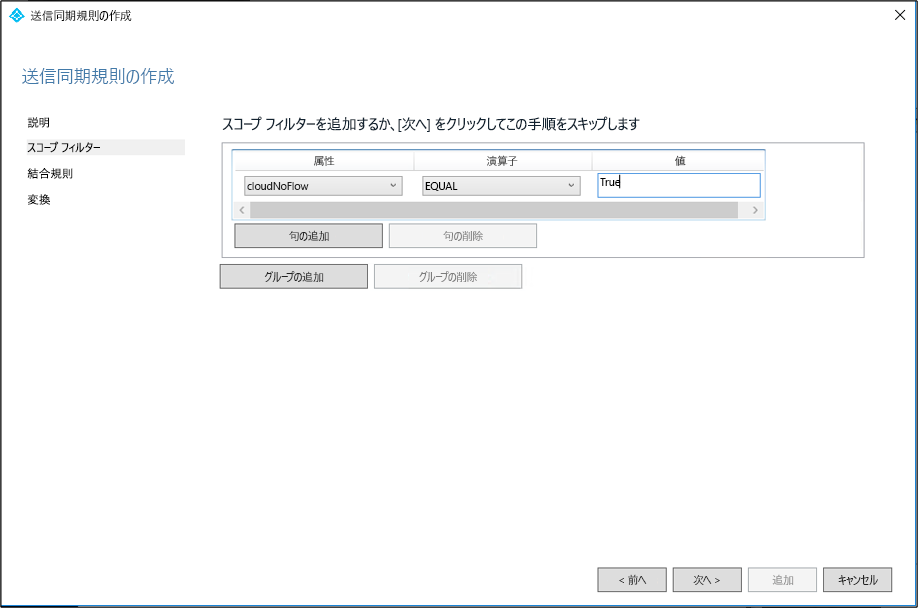 送信同期規則の作成
送信同期規則の作成
説明
スコープ フィルター
結合規則
変換
スコープ フィルターを追加するか、[次へ] をクリックしてこの手順をスキップします
属性 演算子 値
cloudNoFlow EQUAL True
句の追加 句の削除
グループの追加 グループの削除
< 前へ 次へ > 追加 キャンセル